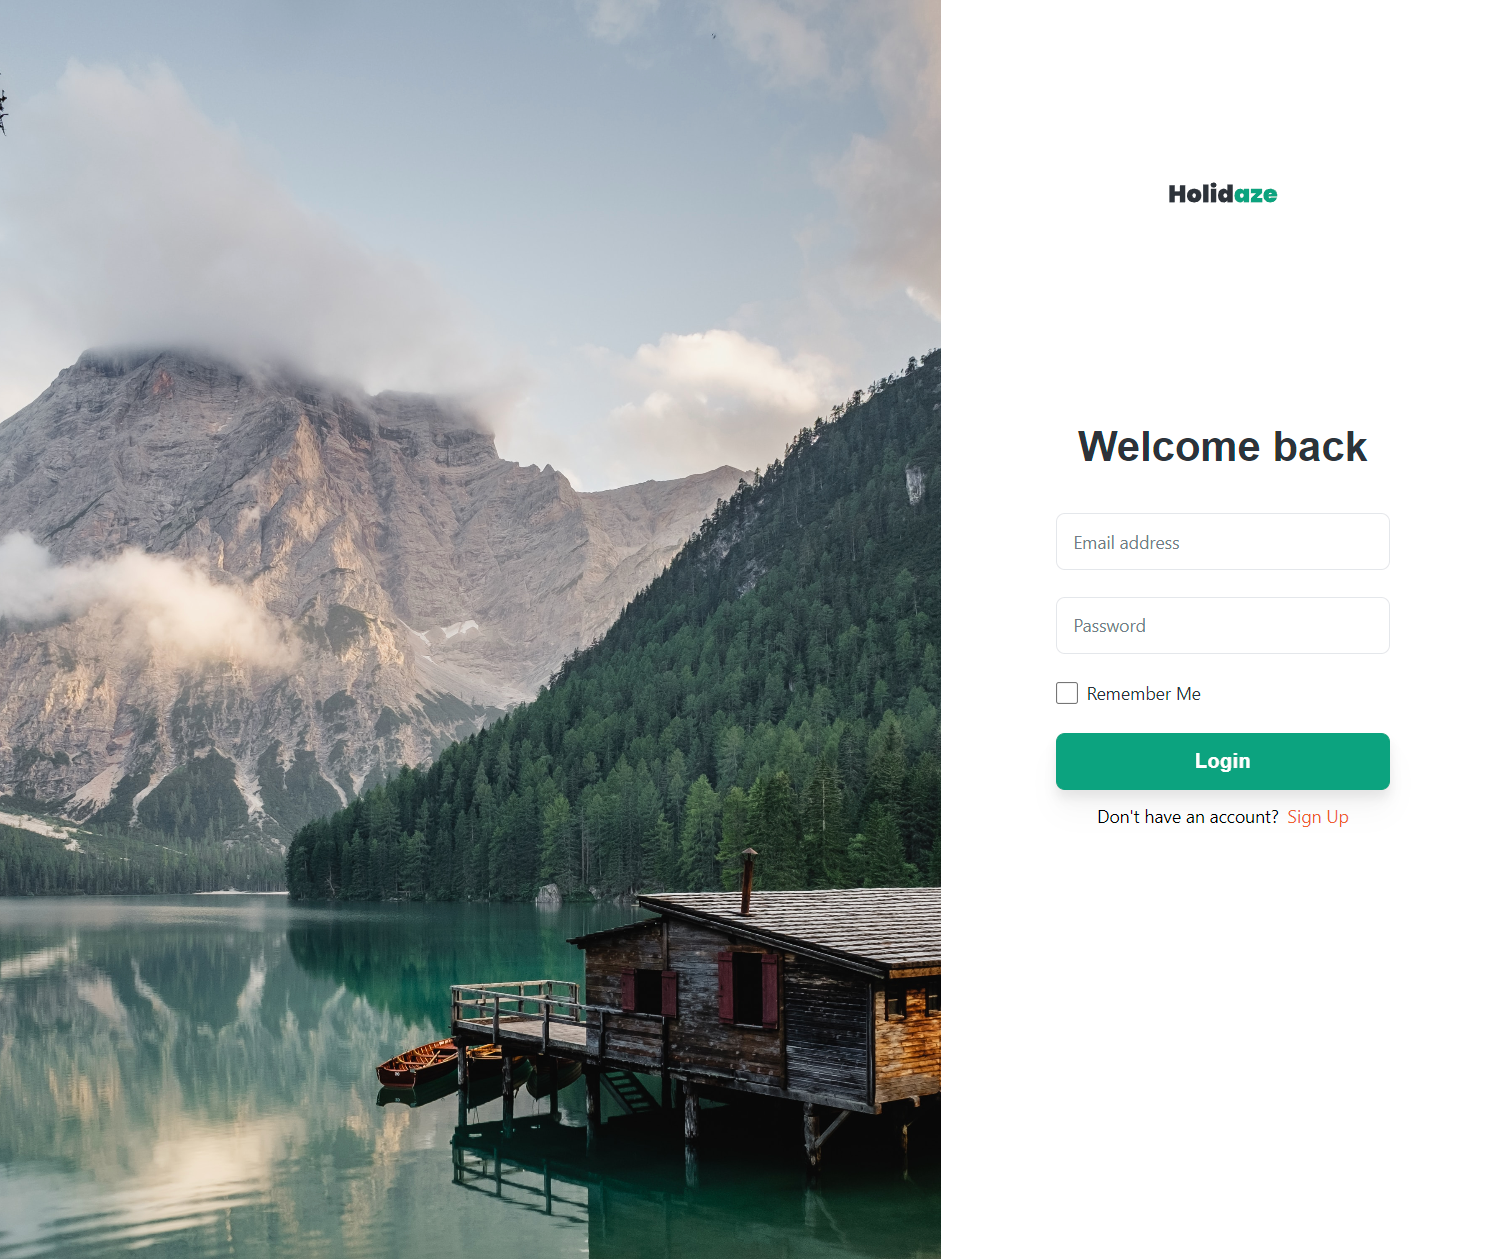 Holidaze
Welcome back
Email address
Password
Remember Me
Login
Don't have an account? Sign Up